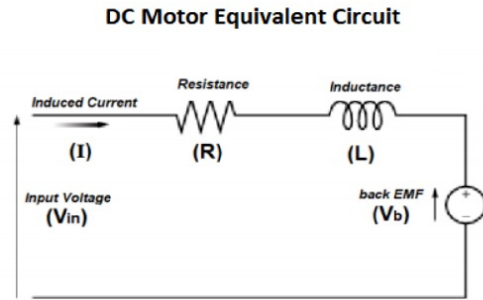 DC Motor Equivalent Circuit
Resistance
Inductance
Induced Current
(I)
(R)
(L)
Input Voltage
(Vin)
back EMF
(Vb)
+
−